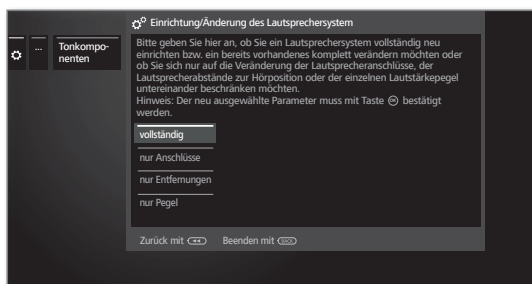 Einrichtung/Änderung des Lautsprechersystem
...
Tonkompo-
nenten
Bitte geben Sie hier an, ob Sie ein Lautsprechersystem vollständig neu
einrichten bzw. ein bereits vorhandenes komplett verändern möchten oder
ob Sie sich nur auf die Veränderung der Lautsprecheranschlüsse, der
Lautsprecherabstände zur Hörposition oder der einzelnen Lautstärkepegel
untereinander beschränken möchten.
Hinweis: Der neu ausgewählte Parameter muss mit Taste OK bestätigt
werden.
vollständig
nur Anschlüsse
nur Entfernungen
nur Pegel
Zurück mit Beenden mit BACK